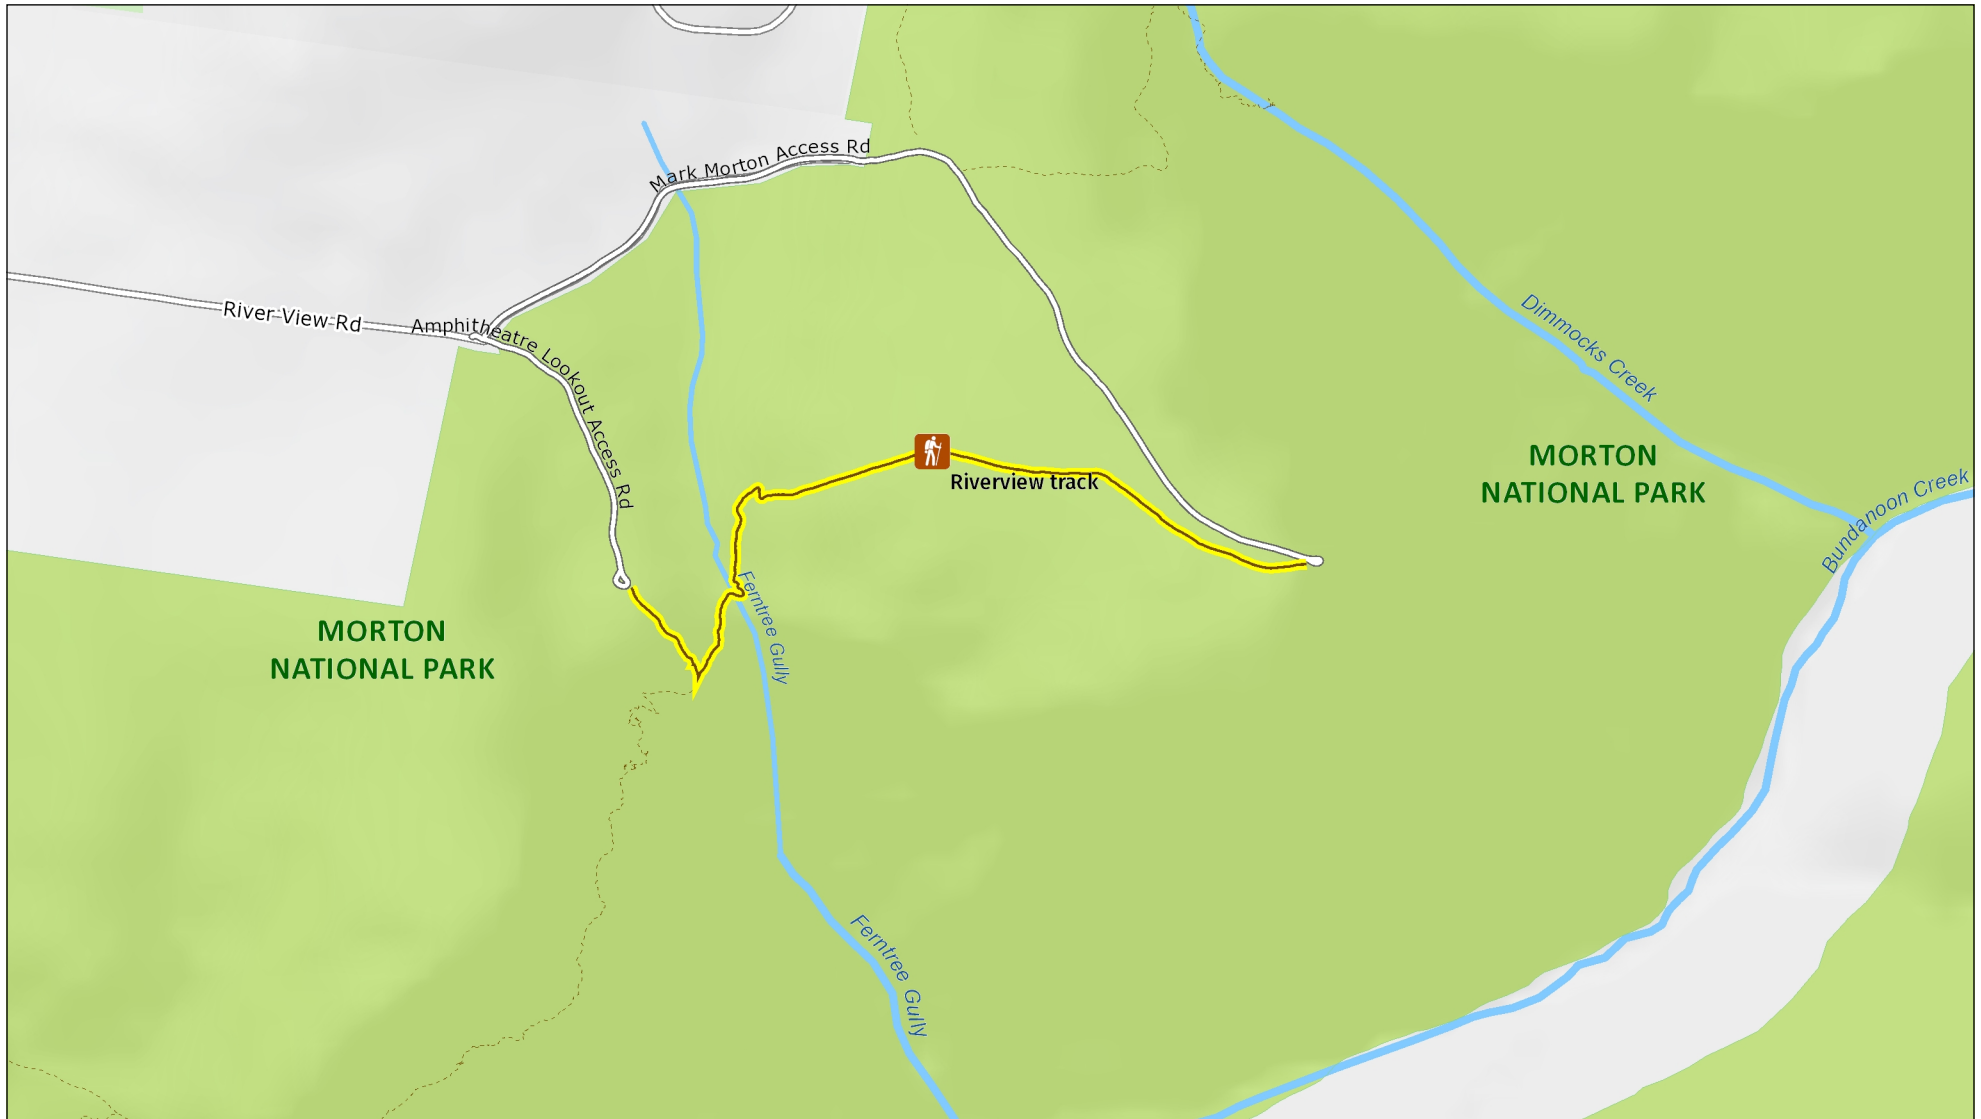 Mark Morton Access Rd
River View Rd
Amphitheatre Lookout Access Rd
Dimmocks Creek
Riverview track
MORTON
NATIONAL PARK
Bundanoon Creek
Ferntree Gully
MORTON
NATIONAL PARK
Ferntree Gully